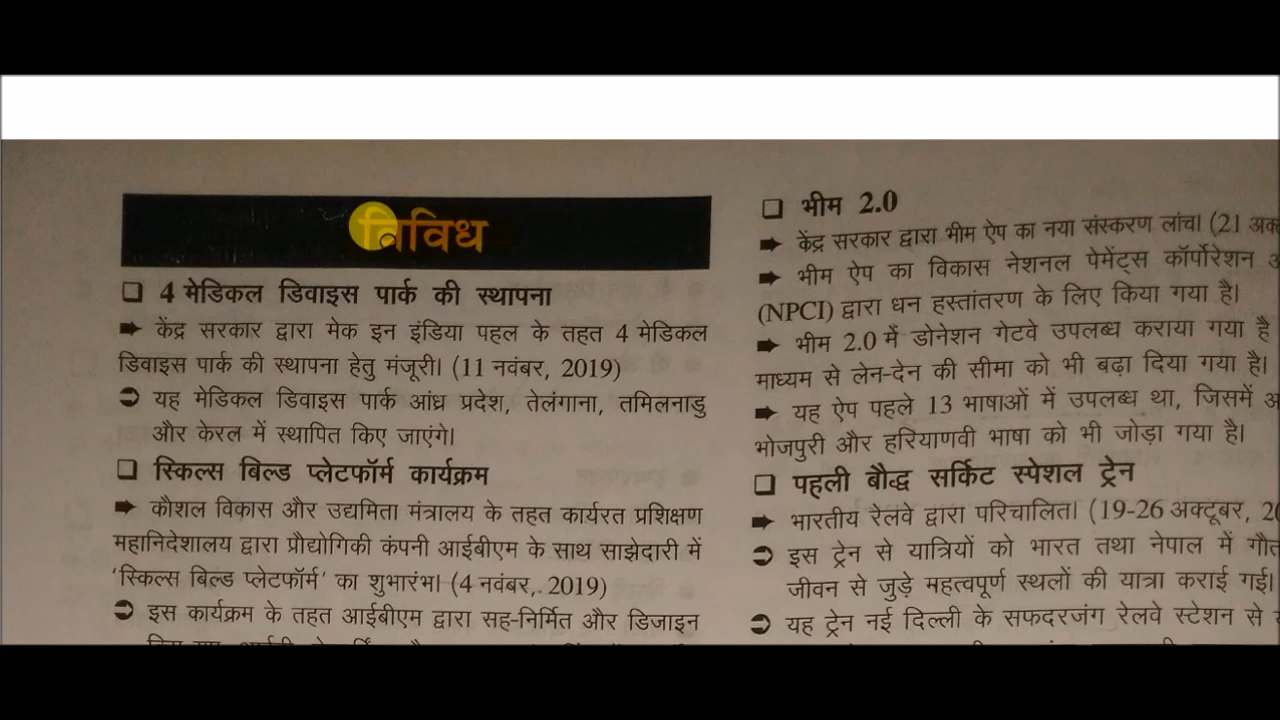 विविध
❑ 4 मेडिकल डिवाइस पार्क की स्थापना
➡ केंद्र सरकार द्वारा मेक इन इंडिया पहल के तहत 4 मेडिकल
डिवाइस पार्क की स्थापना हेतु मंजूरी। (11 नवंबर, 2019)
➲ यह मेडिकल डिवाइस पार्क आंध्र प्रदेश, तेलंगाना, तमिलनाडु
और केरल में स्थापित किए जाएंगे।
❑ स्किल्स बिल्ड प्लेटफॉर्म कार्यक्रम
➡ कौशल विकास और उद्यमिता मंत्रालय के तहत कार्यरत प्रशिक्षण
महानिदेशालय द्वारा प्रौद्योगिकी कंपनी आईबीएम के साथ साझेदारी में
'स्किल्स बिल्ड प्लेटफॉर्म' का शुभारंभ। (4 नवंबर, 2019)
➲ इस कार्यक्रम के तहत आईबीएम द्वारा सह-निर्मित और डिजाइन
❑ भीम 2.0
➡ केंद्र सरकार द्वारा भीम ऐप का नया संस्करण लांच। (21
➡ भीम ऐप का विकास नेशनल पेमेंट्स कॉर्पोरेशन
(NPCI) द्वारा धन हस्तांतरण के लिए किया गया है।
➡ भीम 2.0 में डोनेशन गेटवे उपलब्ध कराया गया है
माध्यम से लेन-देन की सीमा को भी बढ़ा दिया गया है।
➡ यह ऐप पहले 13 भाषाओं में उपलब्ध था, जिसमें
भोजपुरी और हरियाणवी भाषा को भी जोड़ा गया है।
❑ पहली बौद्ध सर्किट स्पेशल ट्रेन
➡ भारतीय रेलवे द्वारा परिचालित। (19-26 अक्टूबर,
➲ इस ट्रेन से यात्रियों को भारत तथा नेपाल में
जीवन से जुड़े महत्वपूर्ण स्थलों की यात्रा कराई गई।
➲ यह ट्रेन नई दिल्ली के सफदरजंग रेलवे स्टेशन से